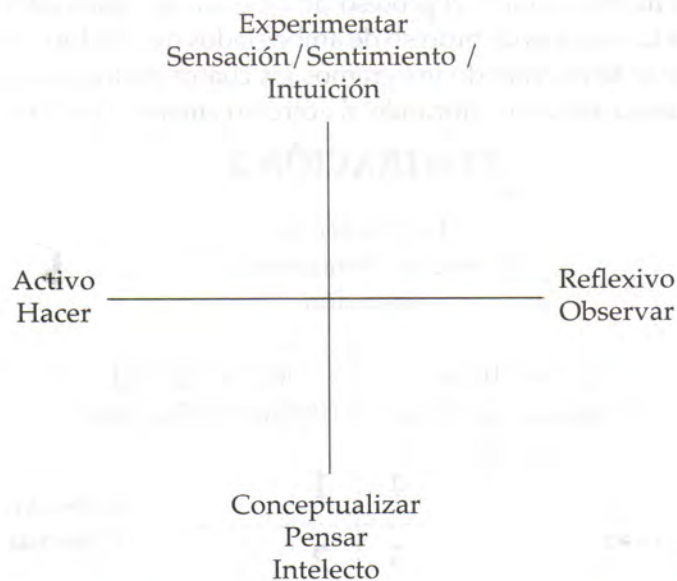 Experimentar
Sensación/Sentimiento /
Intuición
Activo
Hacer
Reflexivo
Observar
Conceptualizar
Pensar
Intelecto